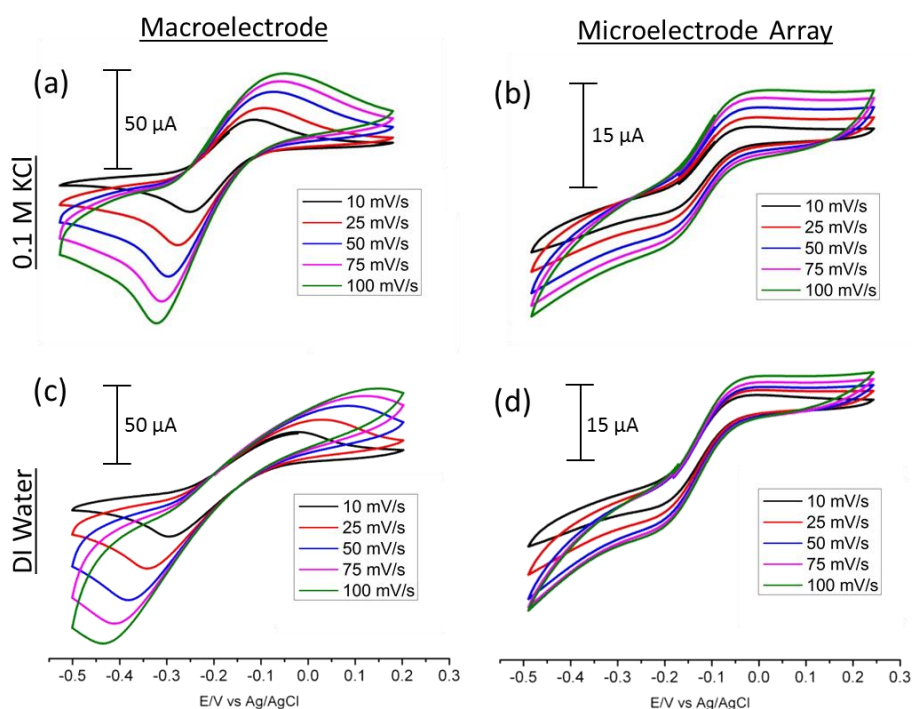 Macroelectrode
Microelectrode Array
0.1 M KCl
(a)
50 µA
10 mV/s
25 mV/s
50 mV/s
75 mV/s
100 mV/s
(b)
15 µA
10 mV/s
25 mV/s
50 mV/s
75 mV/s
100 mV/s
DI Water
(c)
50 µA
10 mV/s
25 mV/s
50 mV/s
75 mV/s
100 mV/s
(d)
15 µA
10 mV/s
25 mV/s
50 mV/s
75 mV/s
100 mV/s
-0.5 -0.4 -0.3 -0.2 -0.1 0.0 0.1 0.2 0.3
E/V vs Ag/AgCl
-0.5 -0.4 -0.3 -0.2 -0.1 0.0 0.1 0.2 0.3
E/V vs Ag/AgCl